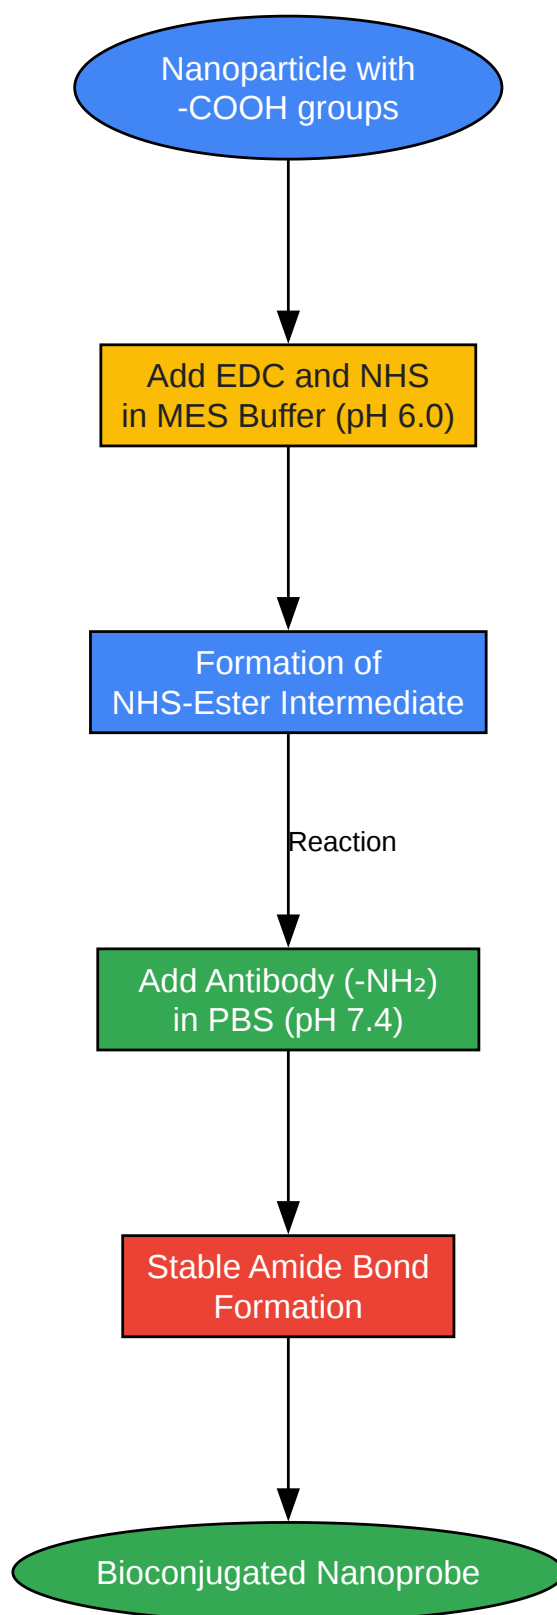 Nanoparticle with
-COOH groups
Add EDC and NHS
in MES Buffer (pH 6.0)
Formation of
NHS-Ester Intermediate
Reaction
Add Antibody (-NH₂)
in PBS (pH 7.4)
Stable Amide Bond
Formation
Bioconjugated Nanoprobe